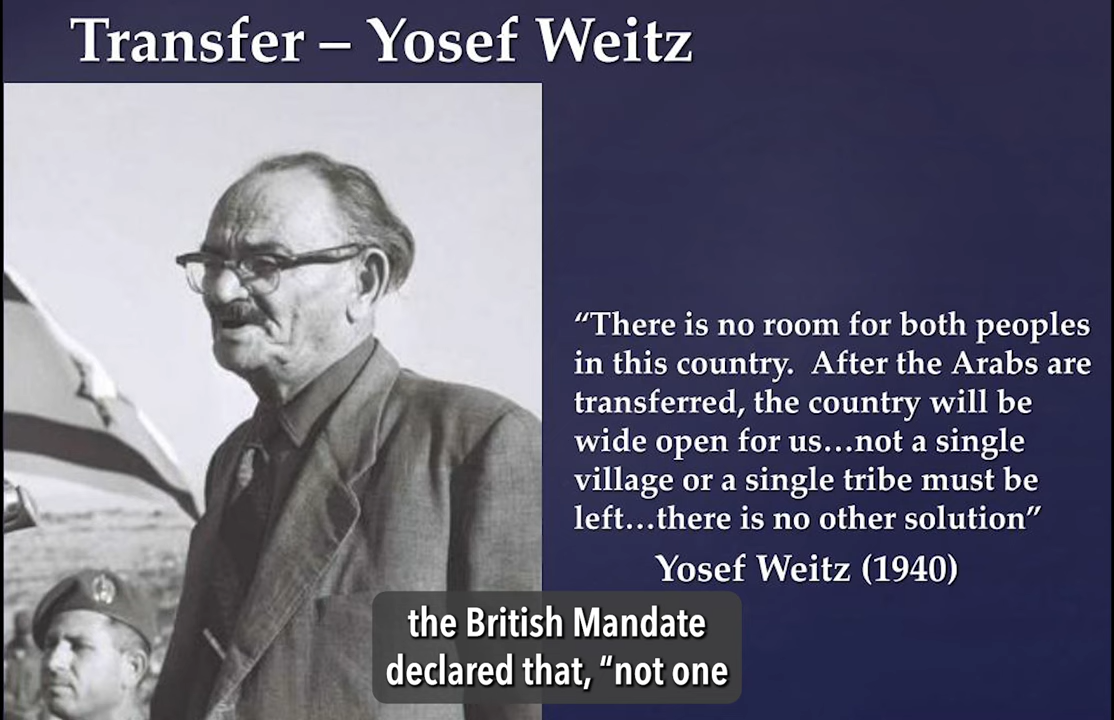 Transfer – Yosef Weitz
“There is no room for both peoples
in this country.  After the Arabs are
transferred, the country will be
wide open for us…not a single
village or a single tribe must be
left…there is no other solution”
Yosef Weitz (1940)
the British Mandate
declared that, “not one